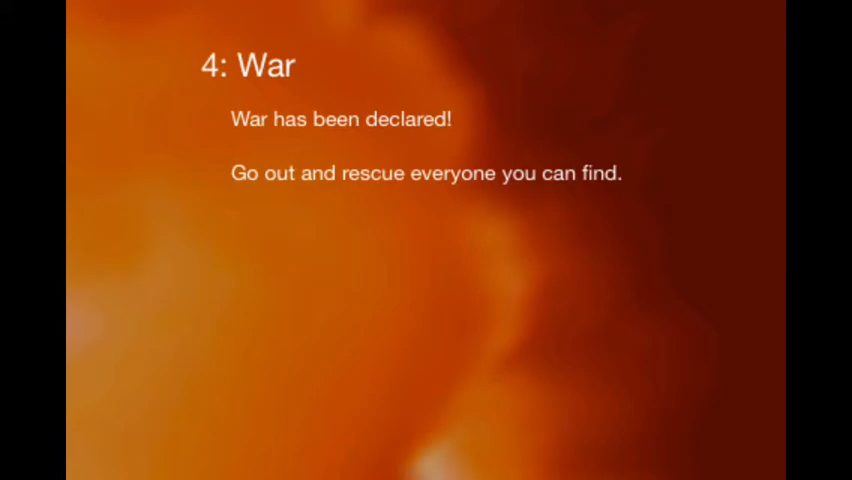 4: War
War has been declared!
Go out and rescue everyone you can find.